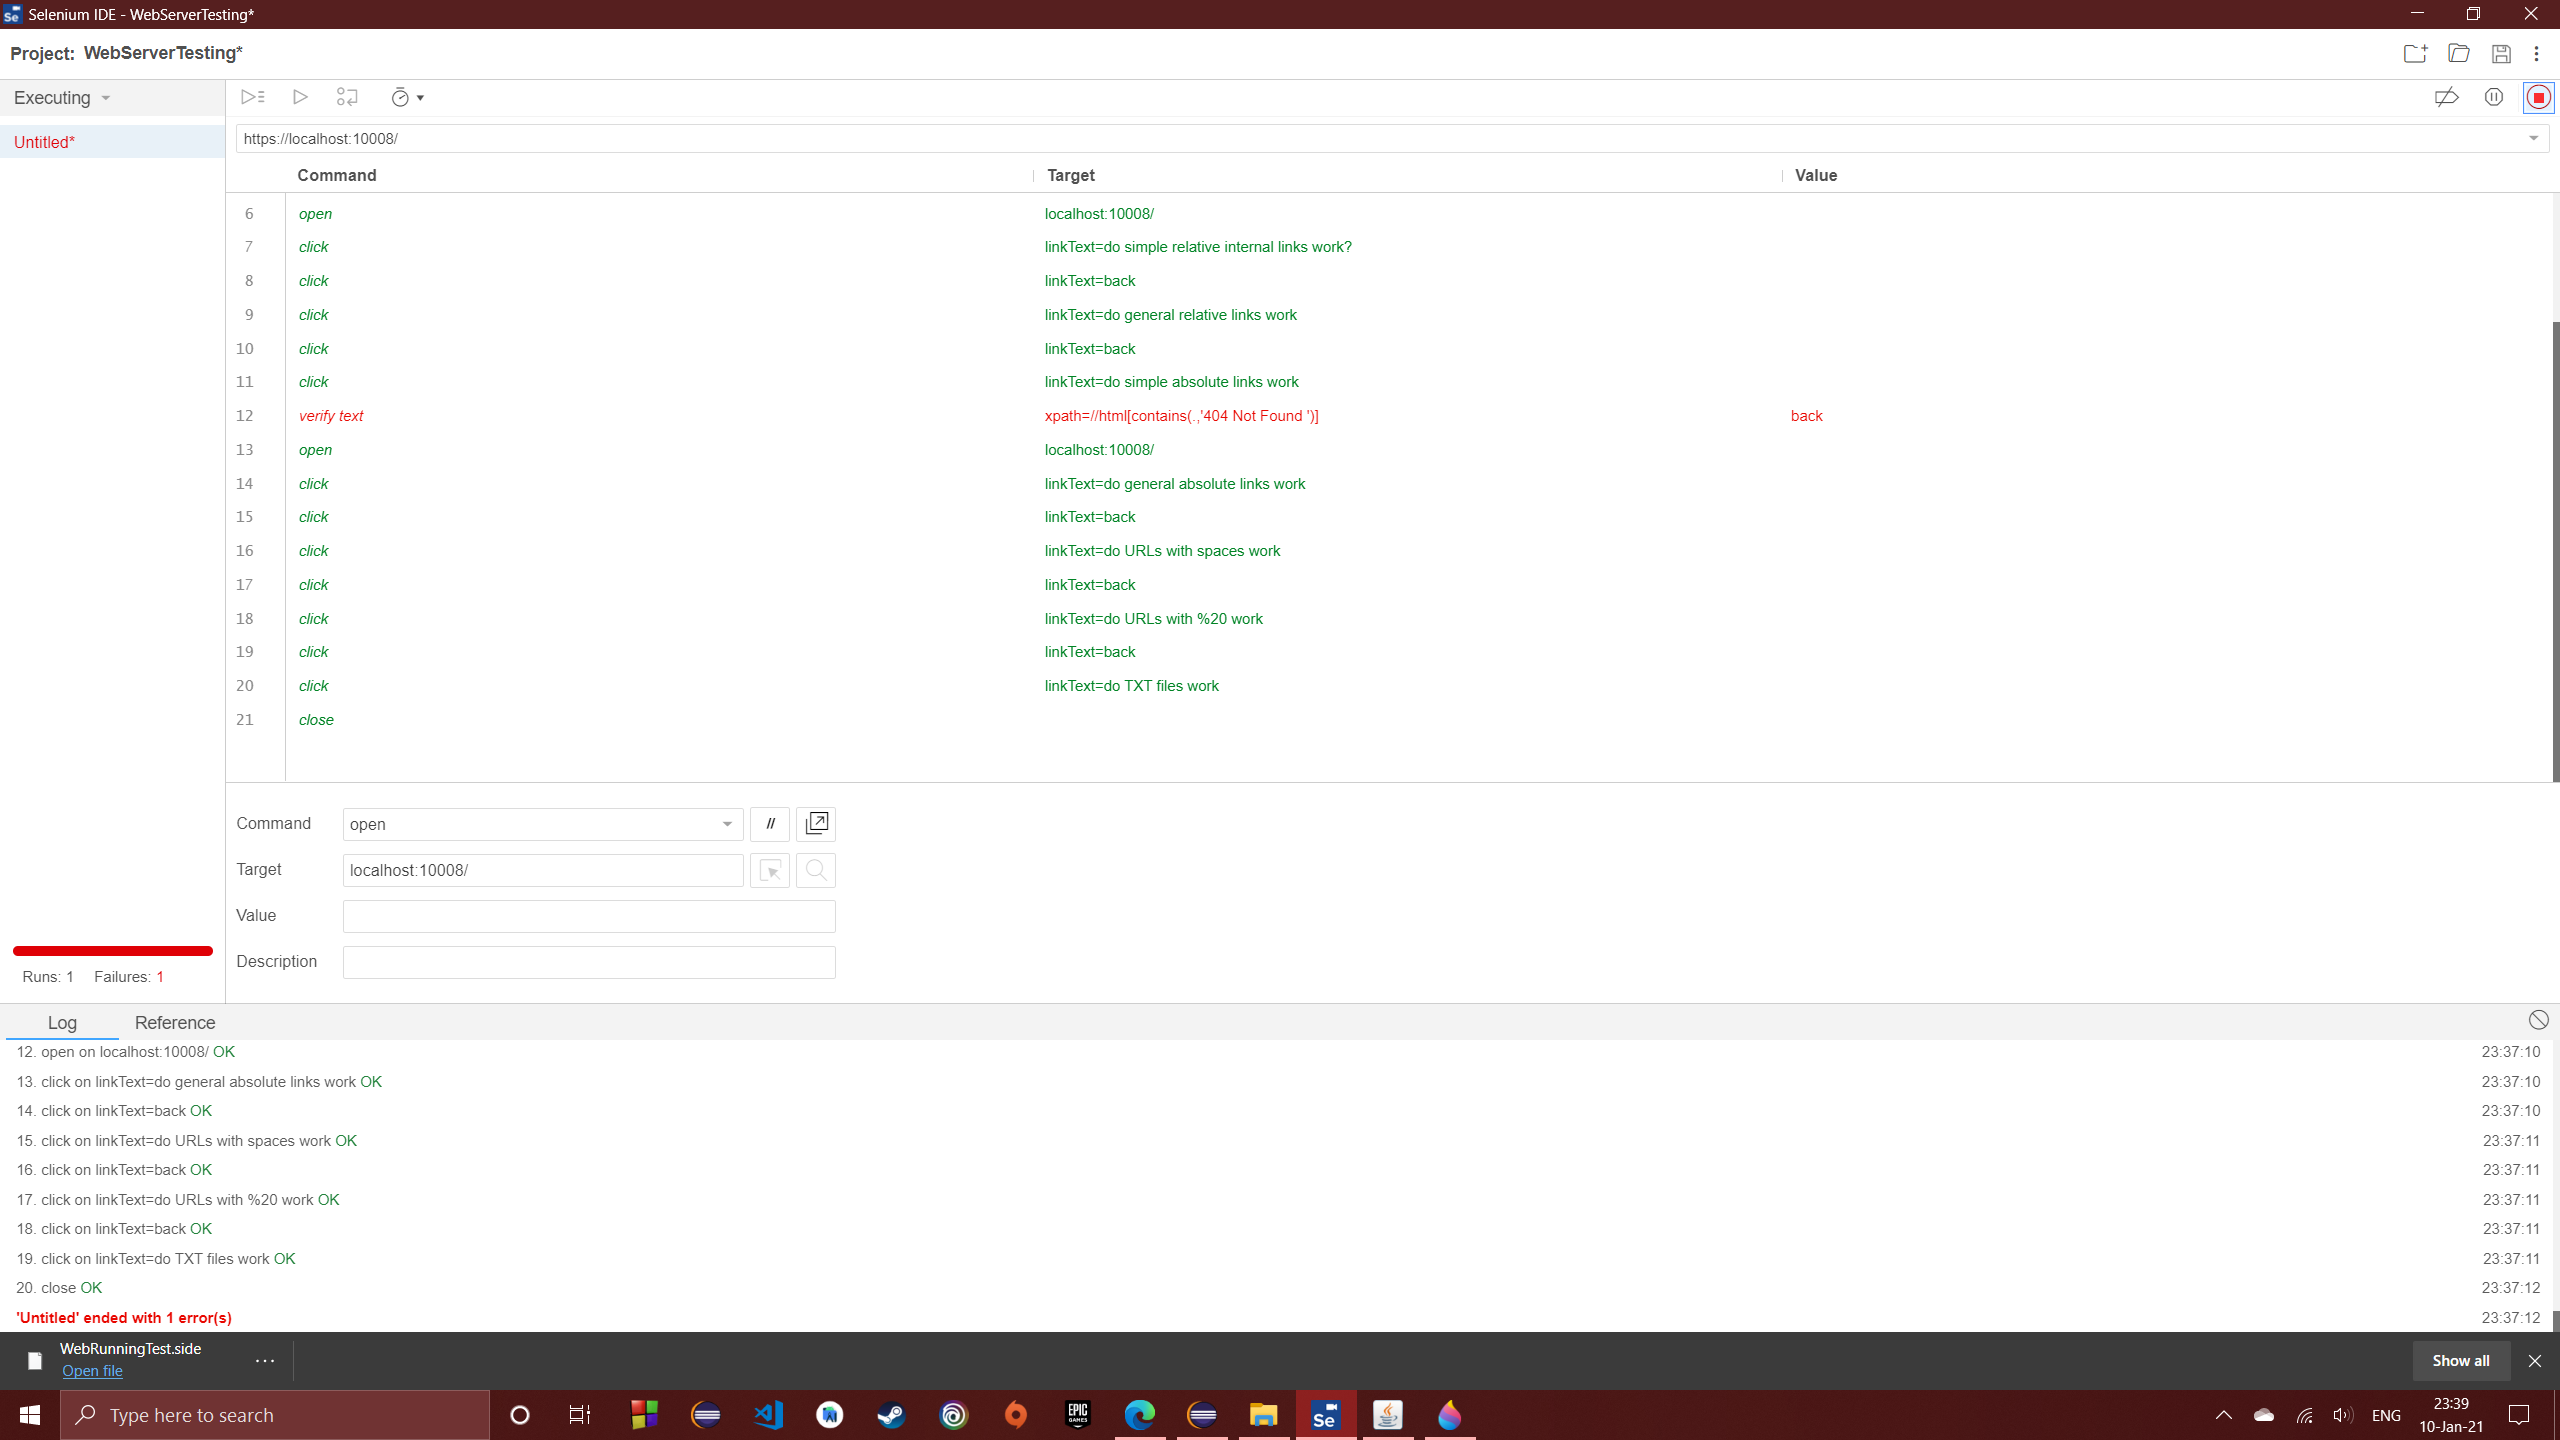 Selenium IDE - WebServerTesting*
Project: WebServerTesting*
Executing
Untitled*
https://localhost:10008/
Command Target Value
6 open localhost:10008/
7 click linkText=do simple relative internal links work?
8 click linkText=back
9 click linkText=do general relative links work
10 click linkText=back
11 click linkText=do simple absolute links work
12 verify text xpath=//html[contains(.,'404 Not Found ')] back
13 open localhost:10008/
14 click linkText=do general absolute links work
15 click linkText=back
16 click linkText=do URLs with spaces work
17 click linkText=back
18 click linkText=do URLs with %20 work
19 click linkText=back
20 click linkText=do TXT files work
21 close
Command open //
Target localhost:10008/
Value
Description
Runs: 1 Failures: 1
Log Reference
12. open on localhost:10008/ OK 23:37:10
13. click on linkText=do general absolute links work OK 23:37:10
14. click on linkText=back OK 23:37:10
15. click on linkText=do URLs with spaces work OK 23:37:11
16. click on linkText=back OK 23:37:11
17. click on linkText=do URLs with %20 work OK 23:37:11
18. click on linkText=back OK 23:37:11
19. click on linkText=do TXT files work OK 23:37:11
20. close OK 23:37:12
'Untitled' ended with 1 error(s) 23:37:12
WebRunningTest.side
Open file
Show all
Type here to search
EPIC GAMES
Se
ENG
23:39
10-Jan-21